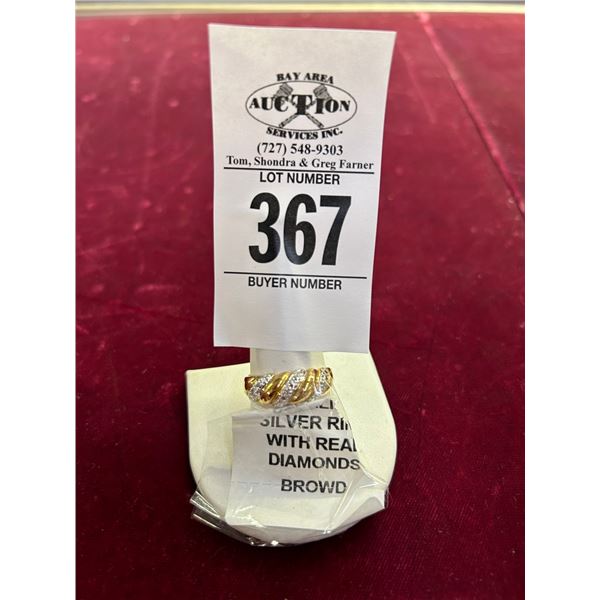 BAY AREA
AUCTION
SERVICES INC.
(727) 548-9303
Tom, Shondra & Greg Farner
LOT NUMBER
367
BUYER NUMBER
SILVER RIN
WITH REAL
DIAMONDS
BROWD